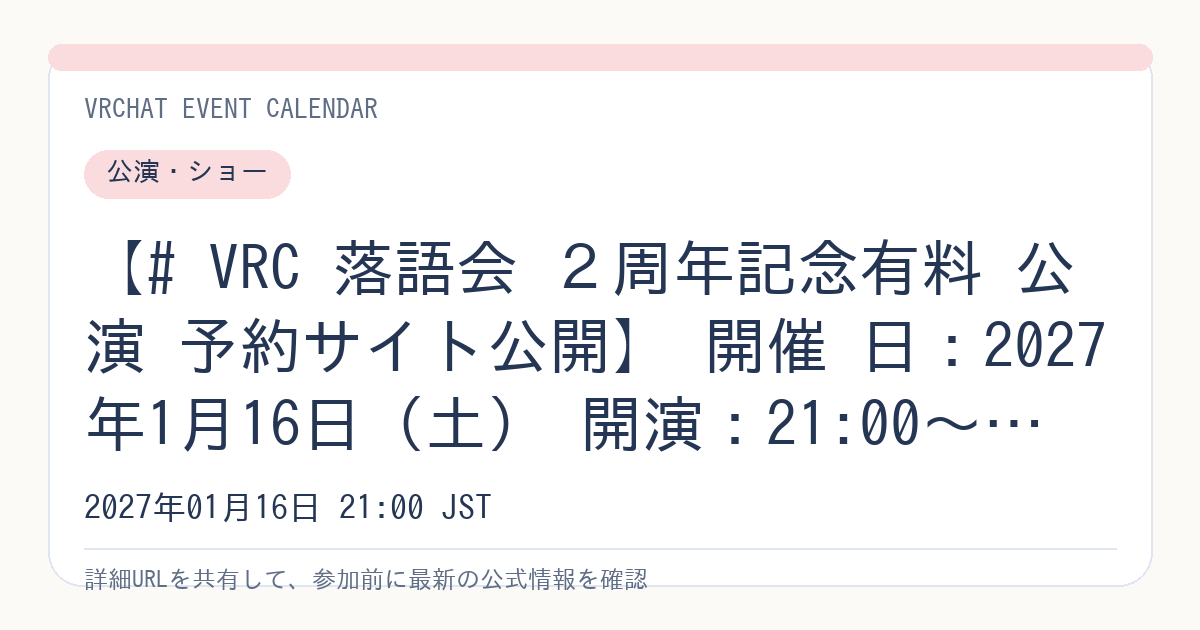 VRCHAT EVENT CALENDAR
公演・ショー
【# VRC 落語会 ２周年記念有料 公
演 予約サイト公開】 開催 日：2027
年1月16日（土） 開演：21:00～…
2027年01月16日 21:00 JST
詳細URLを共有して、参加前に最新の公式情報を確認